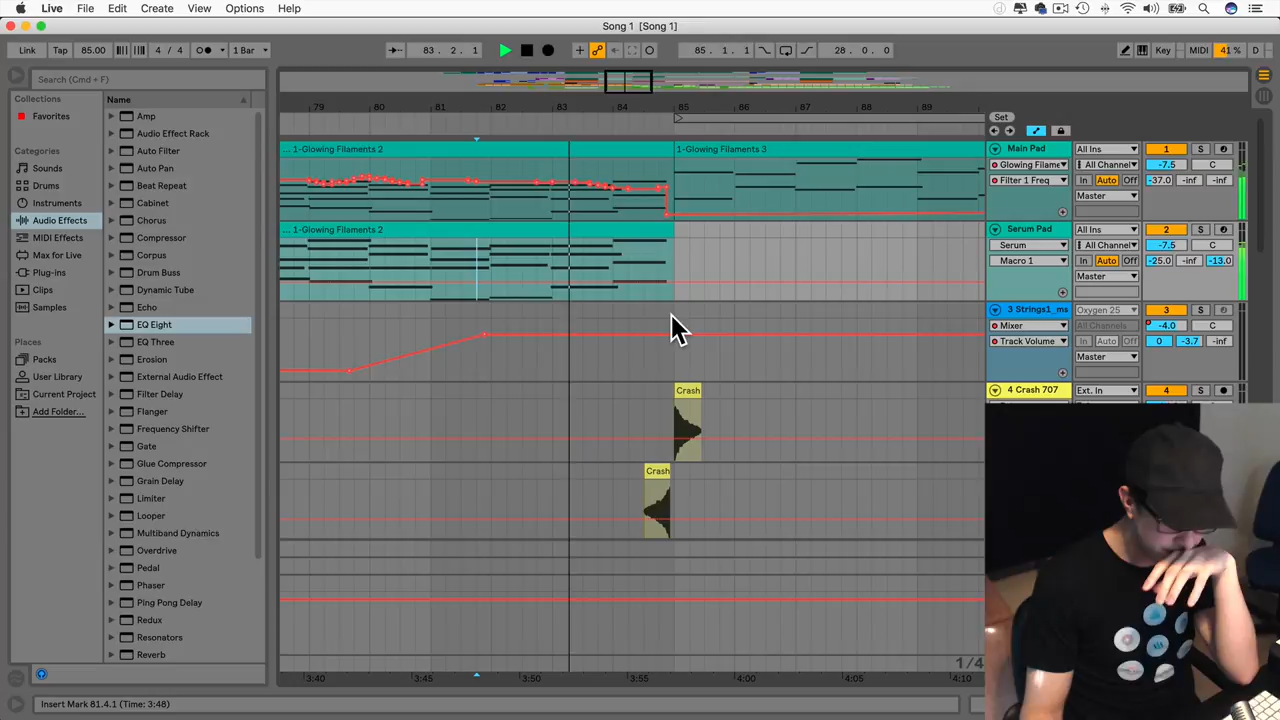 Live File Edit Create View Options Help
Song 1 [Song 1]
Link Tap 85.00 4 / 4 1 Bar 83. 2. 1 85. 1. 1 28. 0. 0 Key MIDI 41 % D
Search (Cmd + F)
Collections
Favorites
Categories
Sounds
Drums
Instruments
Audio Effects
MIDI Effects
Max for Live
Plug-ins
Clips
Samples
Places
Packs
User Library
Current Project
Add Folder...
Name
Amp
Audio Effect Rack
Auto Filter
Auto Pan
Beat Repeat
Cabinet
Chorus
Compressor
Corpus
Drum Buss
Dynamic Tube
Echo
EQ Eight
EQ Three
Erosion
External Audio Effect
Filter Delay
Flanger
Frequency Shifter
Gate
Glue Compressor
Grain Delay
Limiter
Looper
Multiband Dynamics
Overdrive
Pedal
Phaser
Ping Pong Delay
Redux
Resonators
Reverb
79 80 81 82 83 84 85 86 87 88 89
Set
... 1-Glowing Filaments 2 1-Glowing Filaments 3
... 1-Glowing Filaments 2
Crash
Crash
1/4
3:40 3:45 3:50 3:55 4:00 4:05 4:10
Main Pad All Ins 1 S
Glowing Filame All Channel -7.5 C
Filter 1 Freq In Auto Off -37.0 -inf -inf
Master
Serum Pad All Ins 2 S
Serum All Channel -7.5 C
Macro 1 In Auto Off -25.0 -inf -13.0
Master
3 Strings1_ms Oxygen 25 3 S
Mixer All Channels -4.0 C
Track Volume In Auto Off 0 -3.7 -inf
Master
4 Crash 707 Ext. In 4 S
Insert Mark 81.4.1 (Time: 3:48)